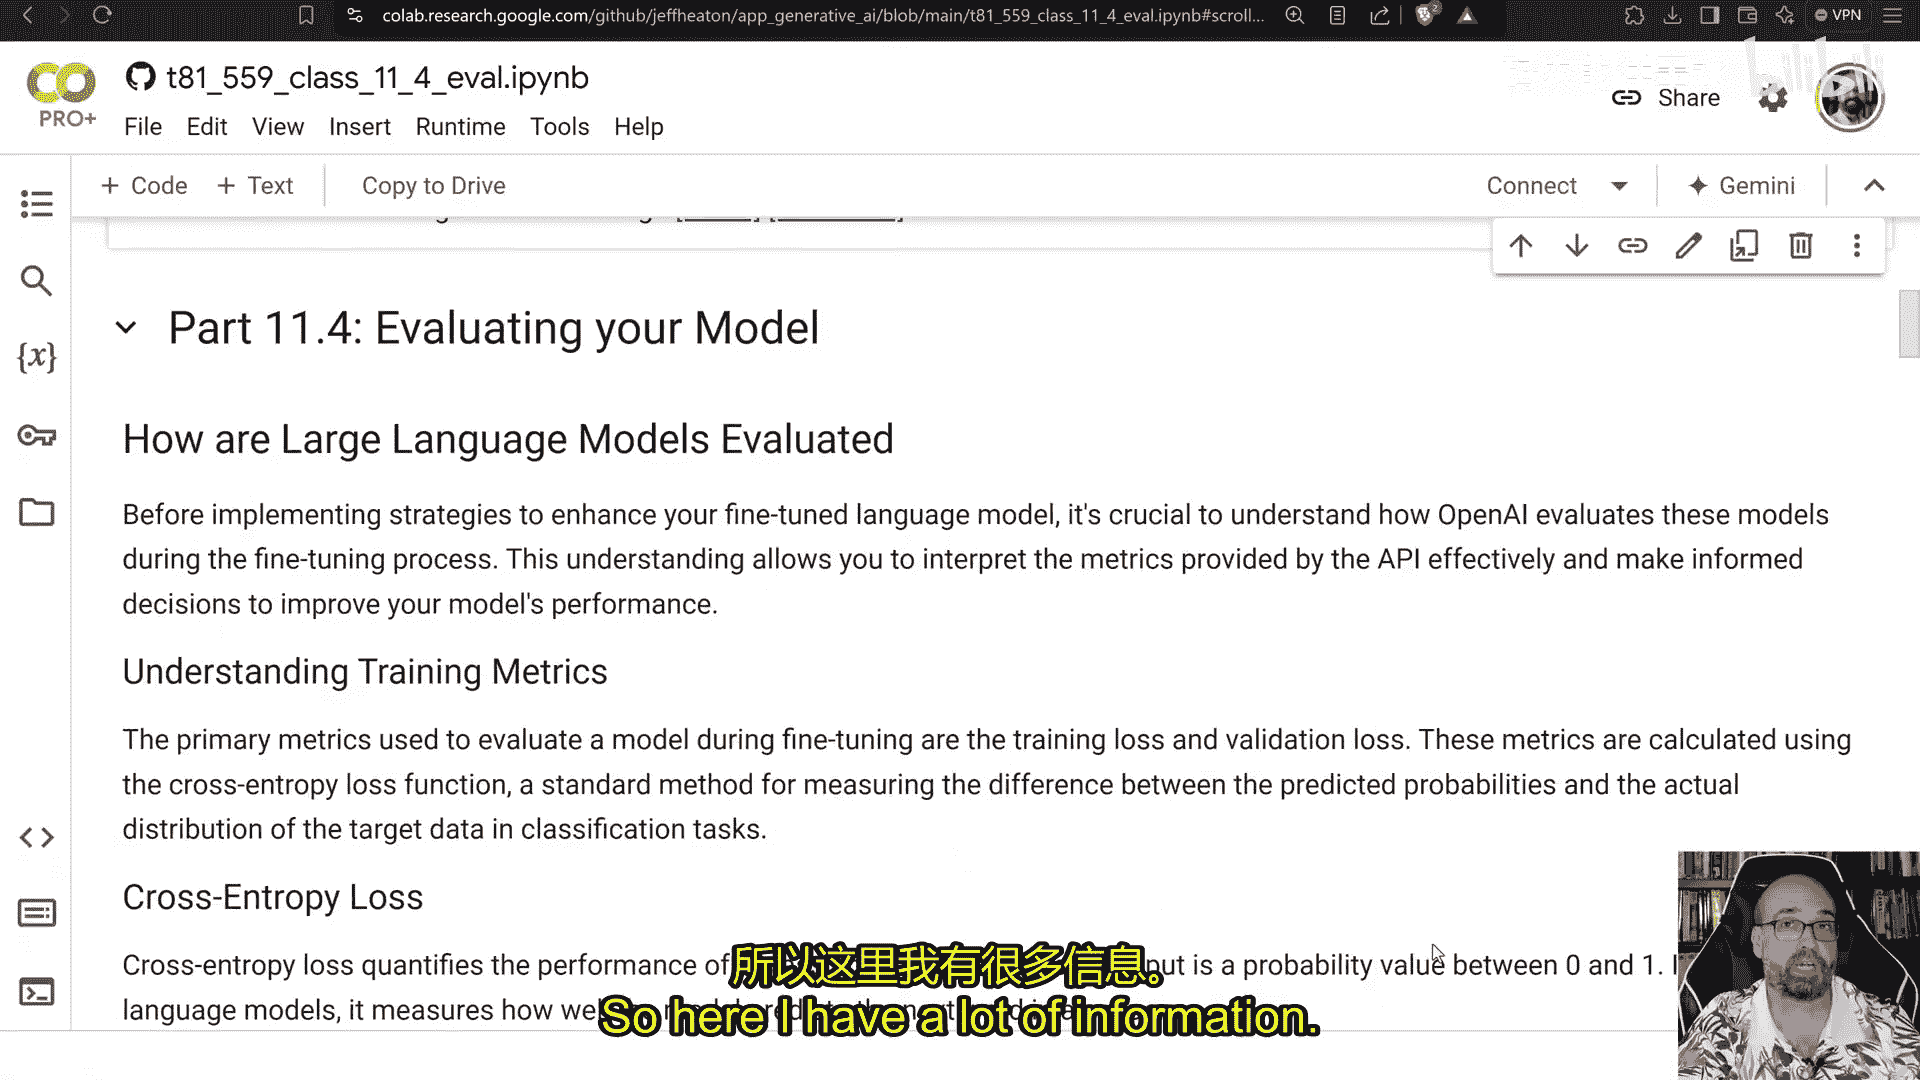 colab.research.google.com/github/jeffheaton/app_generative_ai/blob/main/t81_559_class_11_4_eval.ipynb#scroll...
2
VPN
bilibili
CO
PRO+
t81_559_class_11_4_eval.ipynb
File Edit View Insert Runtime Tools Help
Share
+ Code + Text Copy to Drive
Connect
Gemini
Part 11.4: Evaluating your Model
How are Large Language Models Evaluated
Before implementing strategies to enhance your fine-tuned language model, it's crucial to understand how OpenAI evaluates these models
during the fine-tuning process. This understanding allows you to interpret the metrics provided by the API effectively and make informed
decisions to improve your model's performance.
Understanding Training Metrics
The primary metrics used to evaluate a model during fine-tuning are the training loss and validation loss. These metrics are calculated using
the cross-entropy loss function, a standard method for measuring the difference between the predicted probabilities and the actual
distribution of the target data in classification tasks.
Cross-Entropy Loss
Cross-entropy loss quantifies the performance of
is a probability value between 0 and 1.
language models, it measures how
所以这里我有很多信息。
So here I have a lot of information.